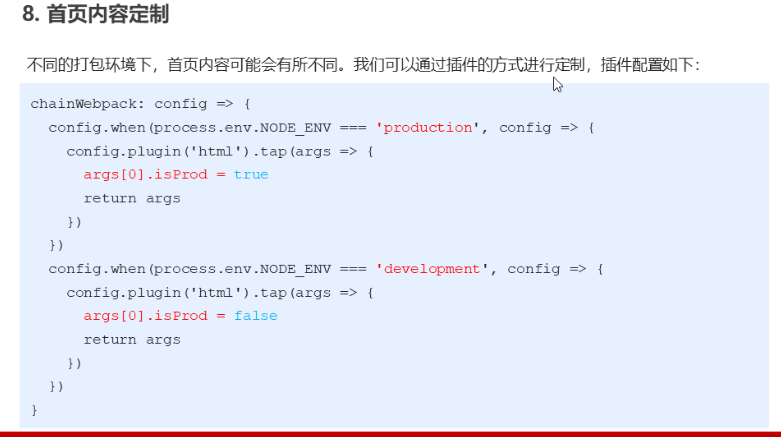 8. 首页内容定制
不同的打包环境下，首页内容可能会有所不同。我们可以通过插件的方式进行定制，插件配置如下：
chainWebpack: config => {
  config.when(process.env.NODE_ENV === 'production', config => {
    config.plugin('html').tap(args => {
      args[0].isProd = true
      return args
    })
  })
  config.when(process.env.NODE_ENV === 'development', config => {
    config.plugin('html').tap(args => {
      args[0].isProd = false
      return args
    })
  })
}